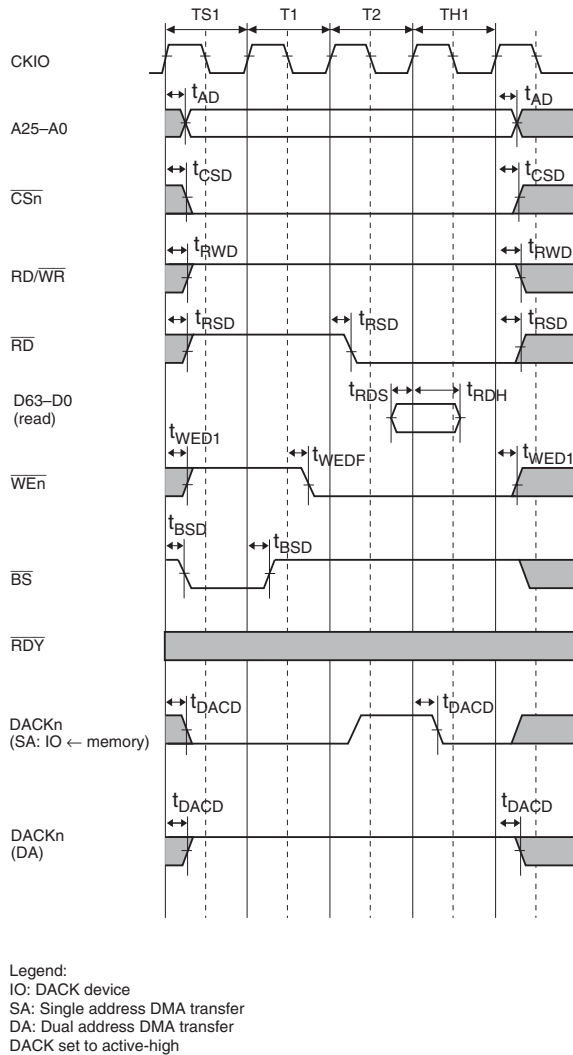 TS1 T1 T2 TH1
CKIO
tAD tAD
A25–A0
tCSD tCSD
CSn
tRWD tRWD
RD/WR
tRSD tRSD tRSD
RD
D63–D0
(read)
tRDS tRDH
tWED1 tWEDF tWED1
WEn
tBSD tBSD
BS
RDY
tDACD tDACD
DACKn
(SA: IO ← memory)
tDACD tDACD
DACKn
(DA)
Legend:
IO: DACK device
SA: Single address DMA transfer
DA: Dual address DMA transfer
DACK set to active-high